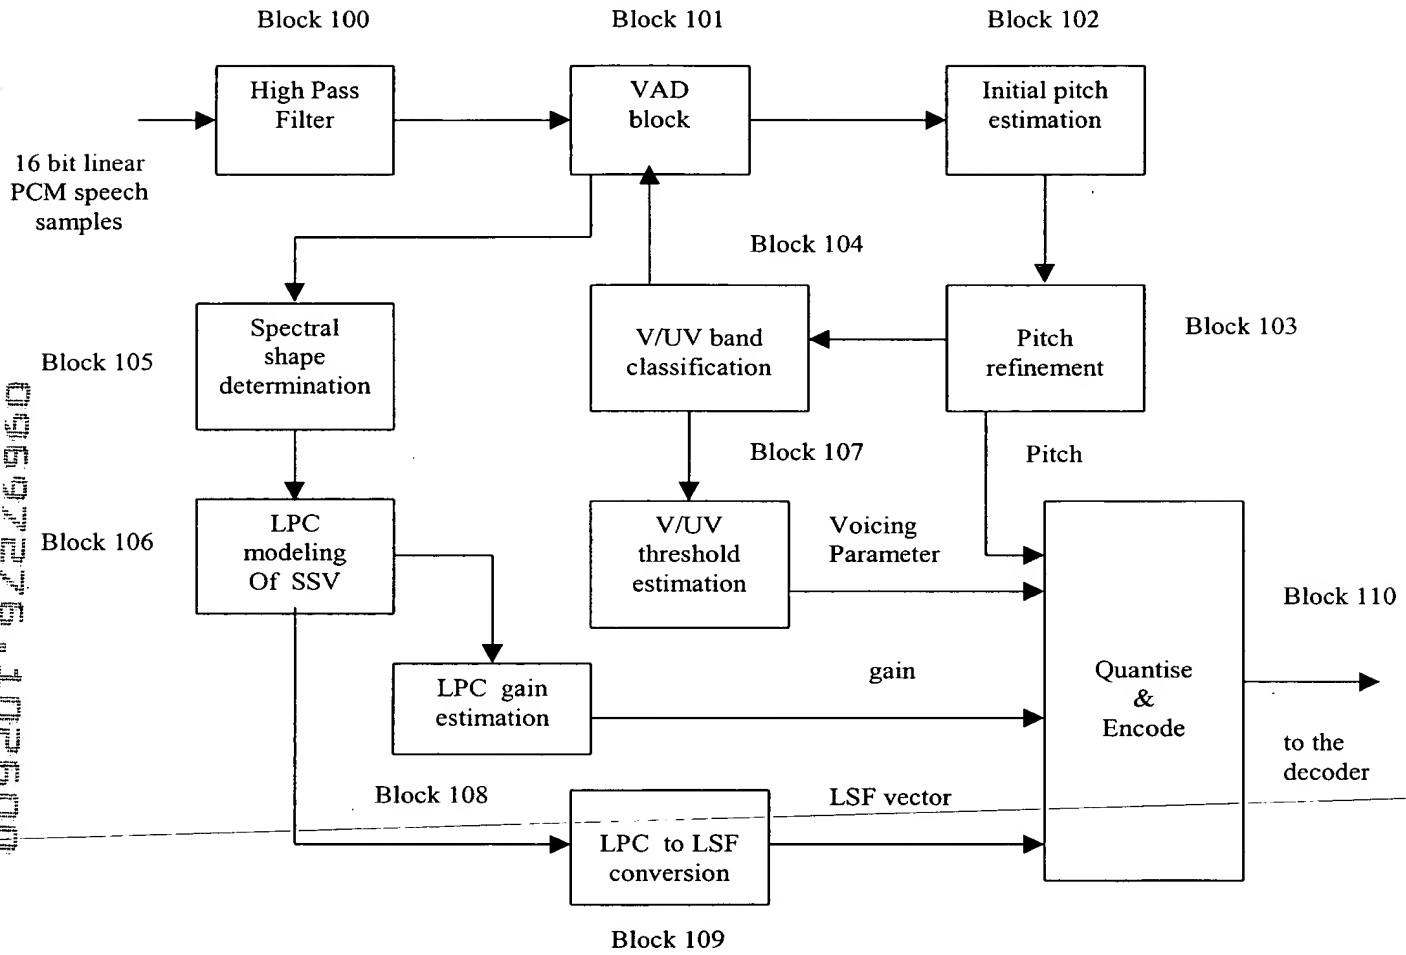 Block 100
Block 101
Block 102
High Pass
Filter
VAD
block
Initial pitch
estimation
16 bit linear
PCM speech
samples
Block 104
Spectral
shape
determination
V/UV band
classification
Pitch
refinement
Block 103
Block 105
Block 107
Pitch
LPC
modeling
Of SSV
Block 106
V/UV
threshold
estimation
Voicing
Parameter
Block 110
LPC gain
estimation
gain
Quantise
&
Encode
to the
decoder
Block 108
LSF vector
LPC to LSF
conversion
Block 109